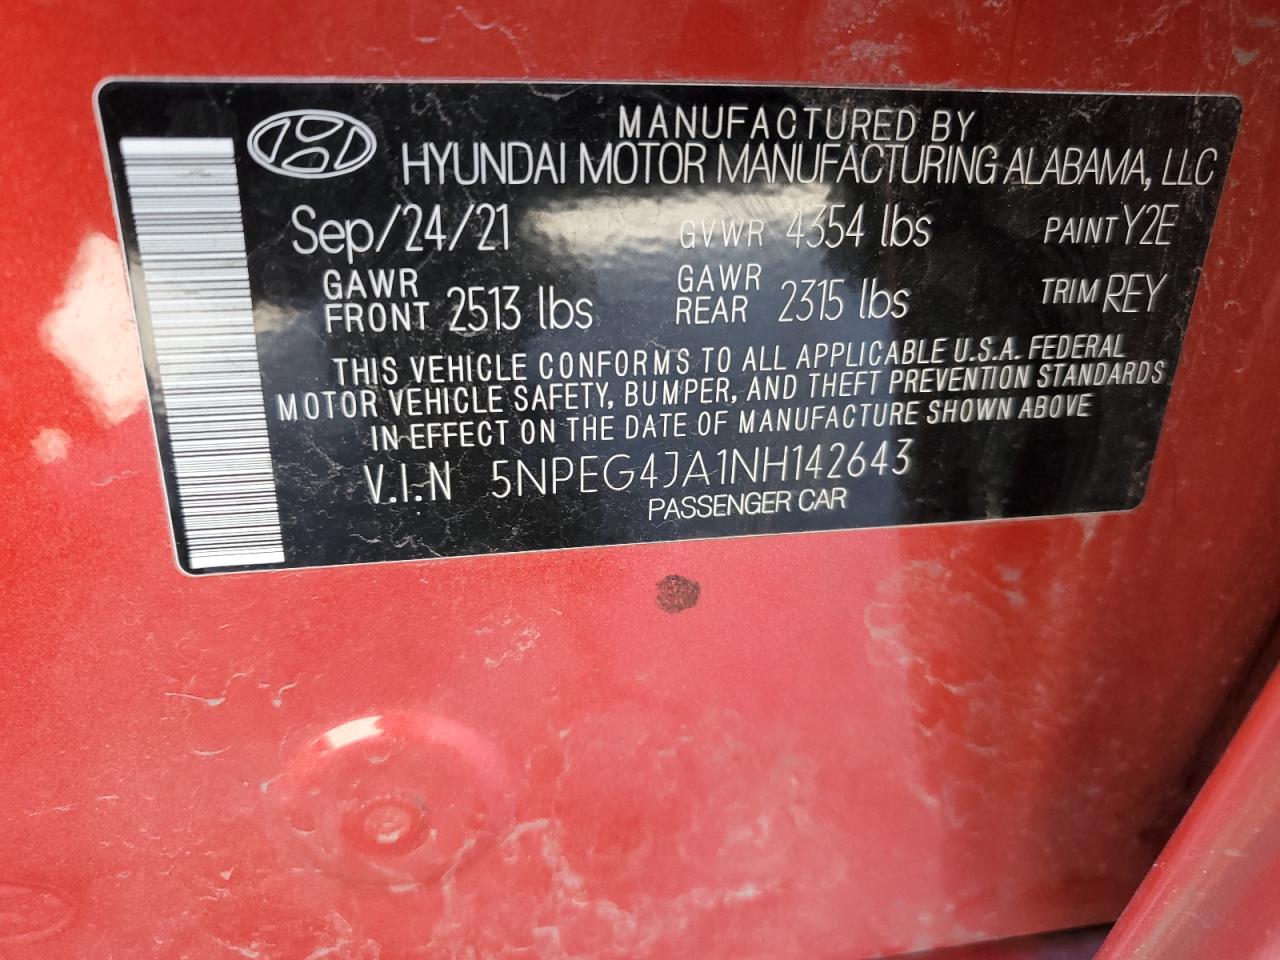 MANUFACTURED BY
HYUNDAI MOTOR MANUFACTURING ALABAMA, LLC
Sep/24/21 GVWR 4354 lbs PAINT Y2E
GAWR FRONT 2513 lbs GAWR REAR 2315 lbs TRIM REY
THIS VEHICLE CONFORMS TO ALL APPLICABLE U.S.A. FEDERAL
MOTOR VEHICLE SAFETY, BUMPER, AND THEFT PREVENTION STANDARDS
IN EFFECT ON THE DATE OF MANUFACTURE SHOWN ABOVE
V.I.N 5NPEG4JA1NH142643
PASSENGER CAR